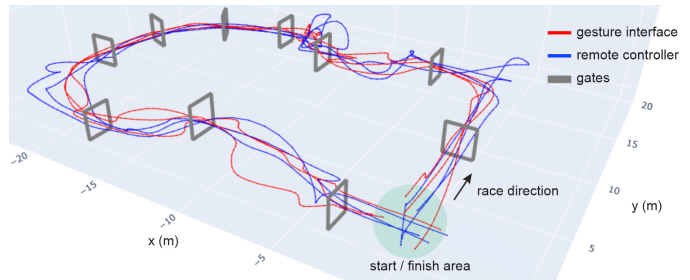 gesture interface
remote controller
gates
20
15
10
5
y (m)
race direction
−20
−15
−10
−5
x (m)
start / finish area